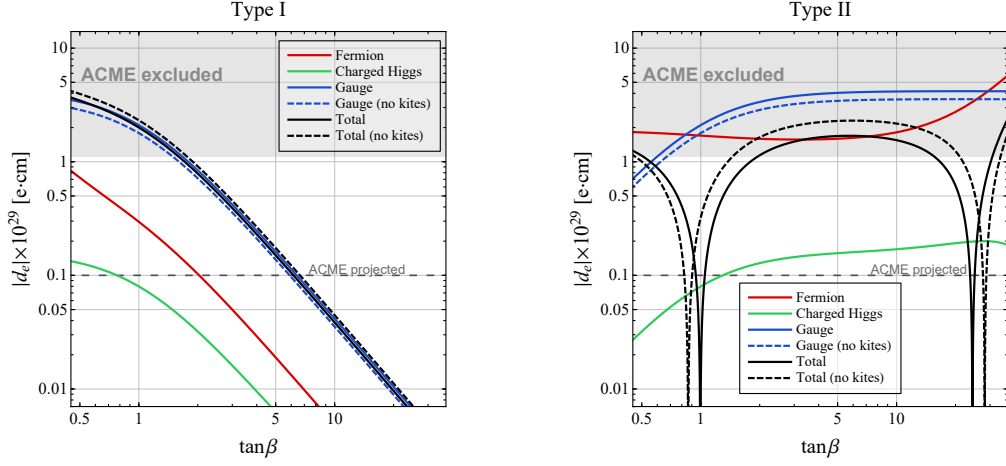 Type I
10
5
1
0.5
0.1
0.05
0.01
|d_e|×10^29 [e·cm]
ACME excluded
Fermion
Charged Higgs
Gauge
Gauge (no kites)
Total
Total (no kites)
ACME projected
0.5 1 5 10
tanβ
Type II
10
5
1
0.5
0.1
0.05
0.01
|d_e|×10^29 [e·cm]
ACME excluded
ACME projected
Fermion
Charged Higgs
Gauge
Gauge (no kites)
Total
Total (no kites)
0.5 1 5 10
tanβ